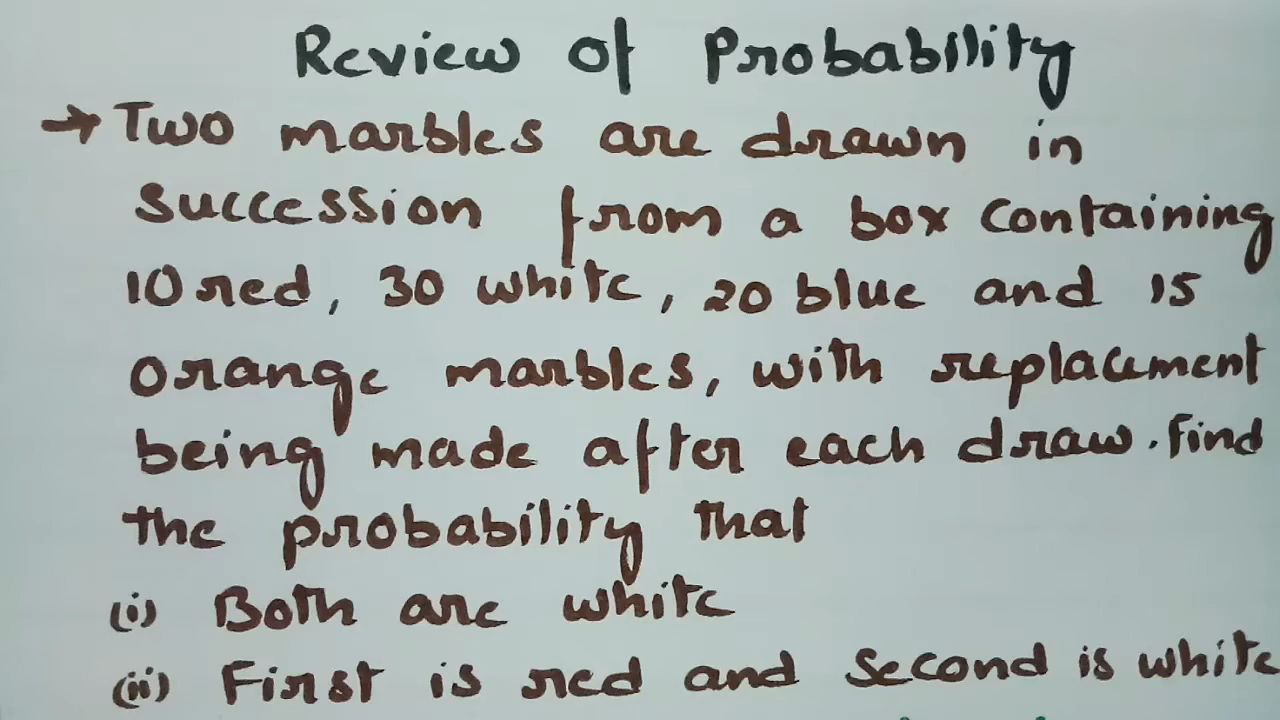 Review of Probability
→ Two marbles are drawn in
succession from a box containing
10 red, 30 white, 20 blue and 15
orange marbles, with replacement
being made after each draw. Find
the probability that
(i) Both are white
(ii) First is red and second is white